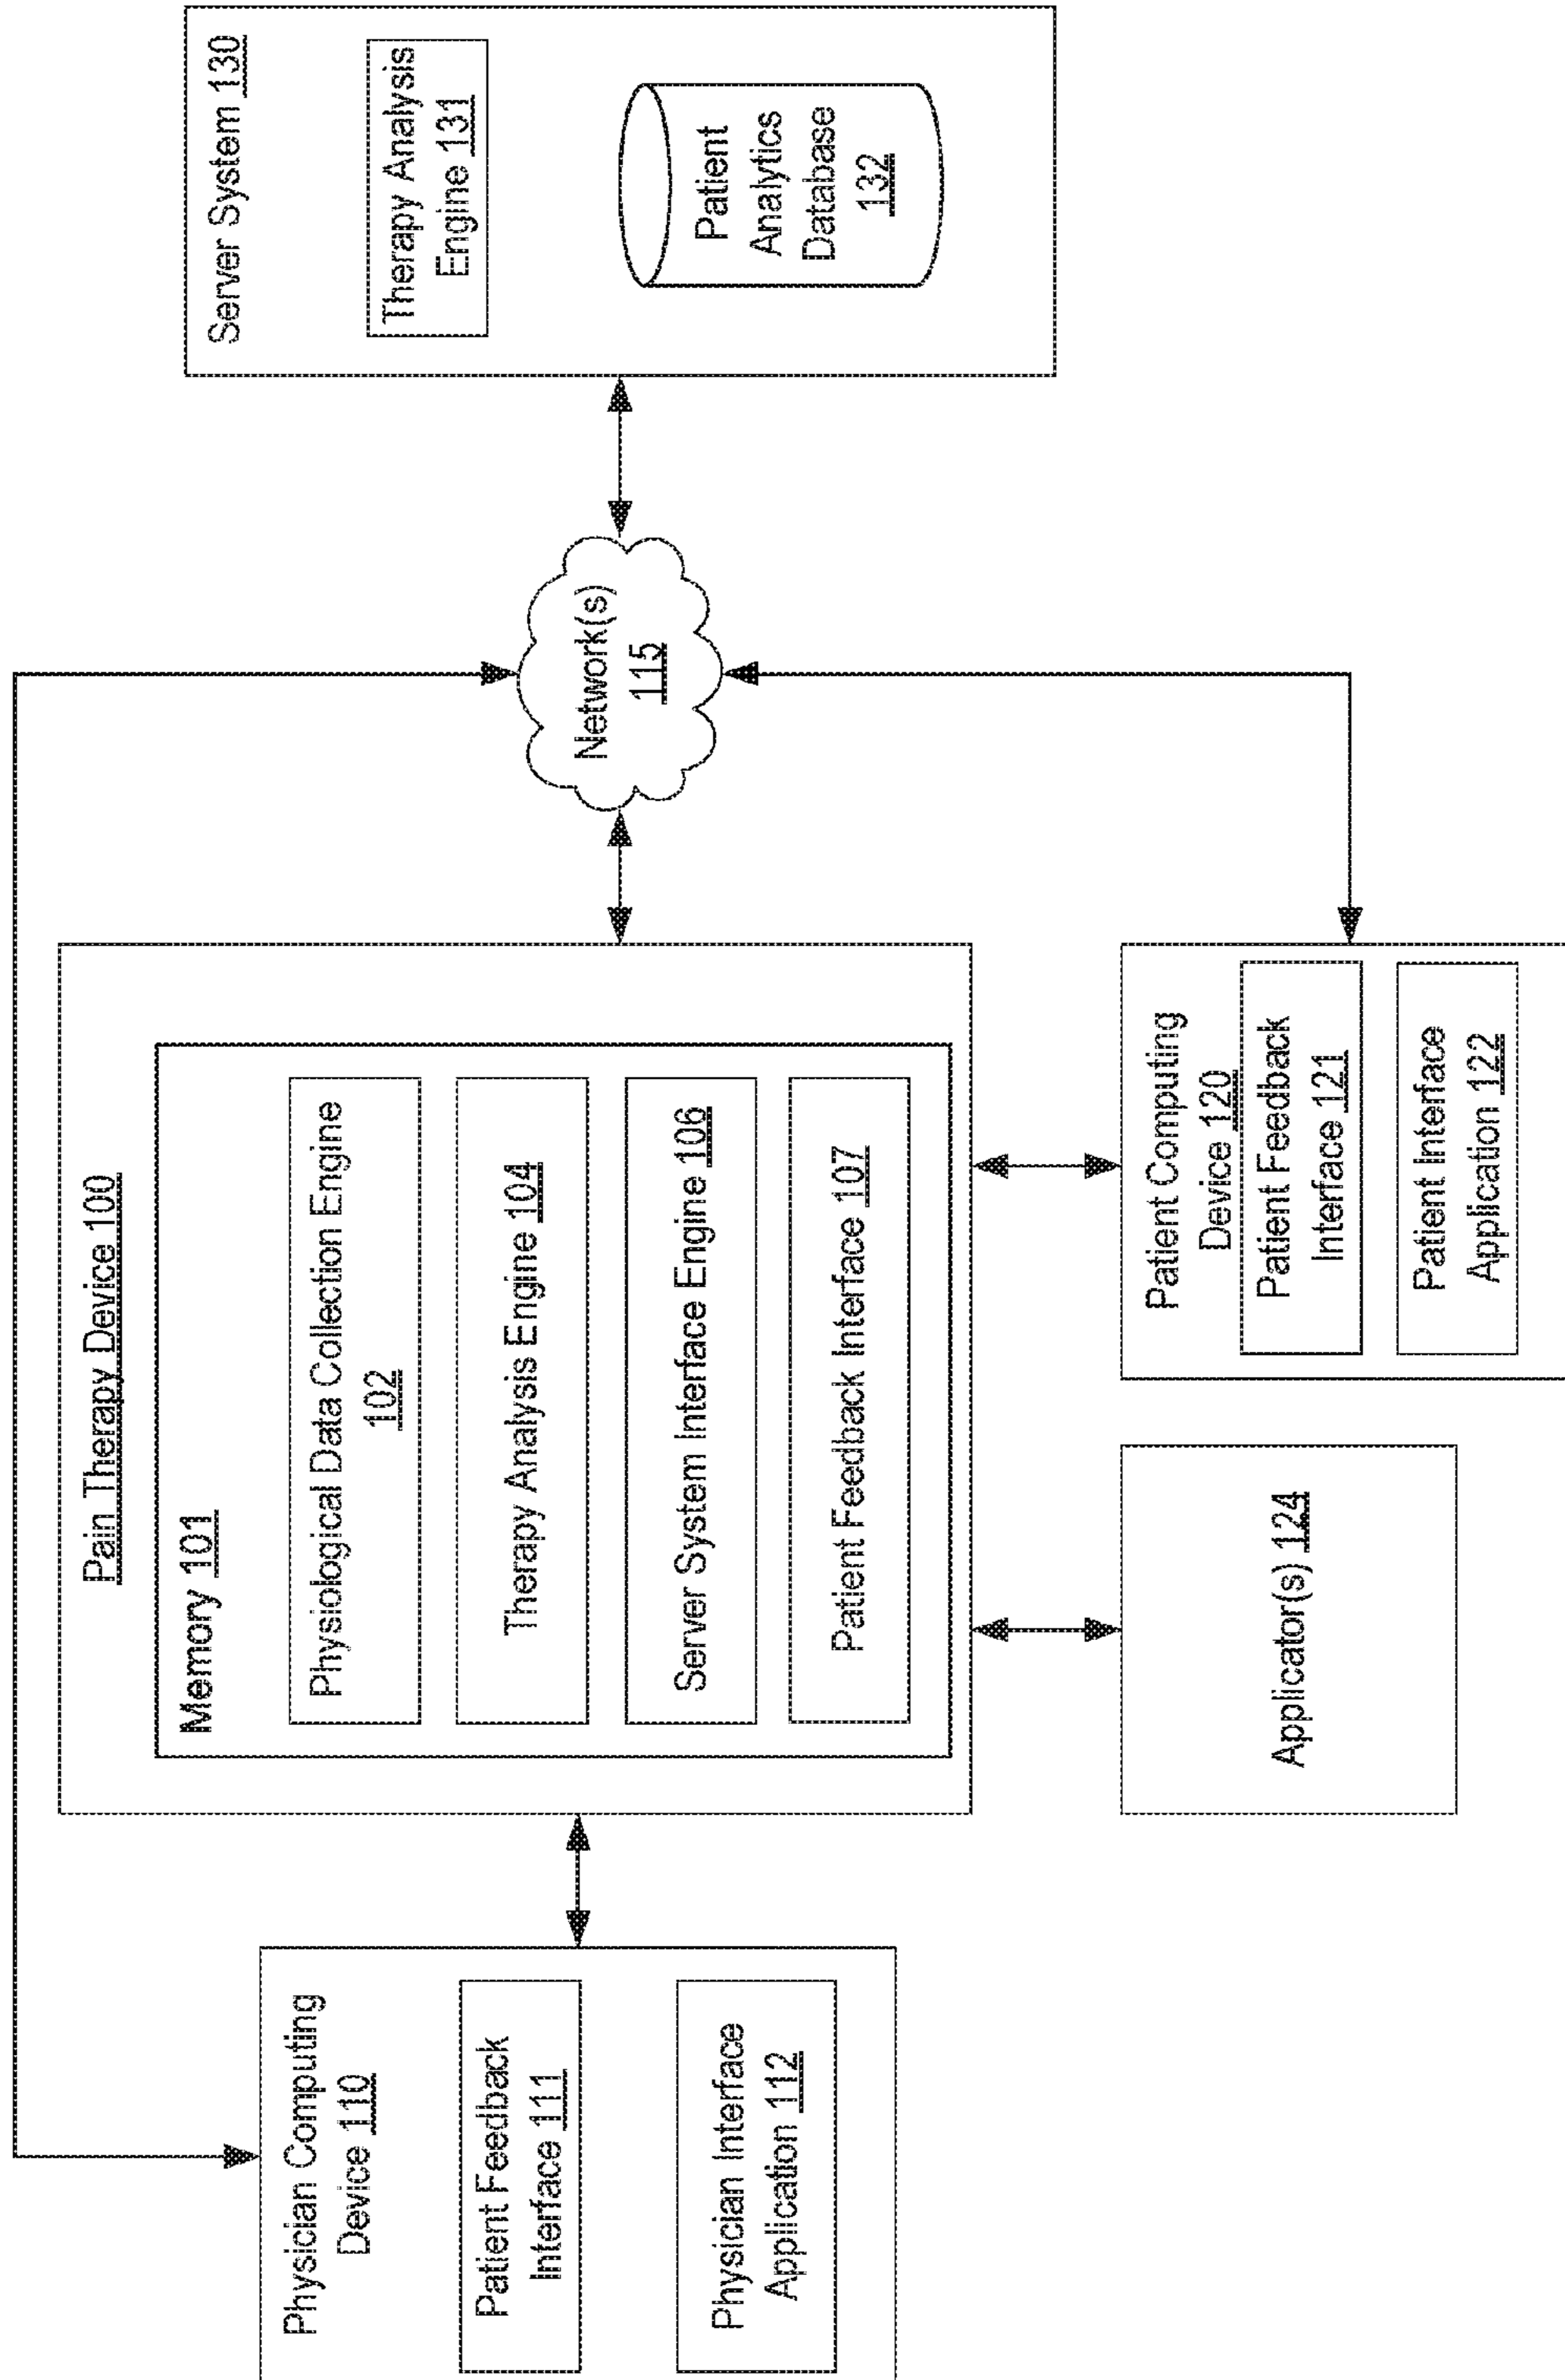 Physician Computing
Device 110
Patient Feedback
Interface 111
Physician Interface
Application 112
Pain Therapy Device 100
Memory 101
Physiological Data Collection Engine
102
Therapy Analysis Engine 104
Server System Interface Engine 106
Patient Feedback Interface 107
Applicator(s) 124
Patient Computing
Device 120
Patient Feedback
Interface 121
Patient Interface
Application 122
Network(s)
115
Server System 130
Therapy Analysis
Engine 131
Patient
Analytics
Database
132